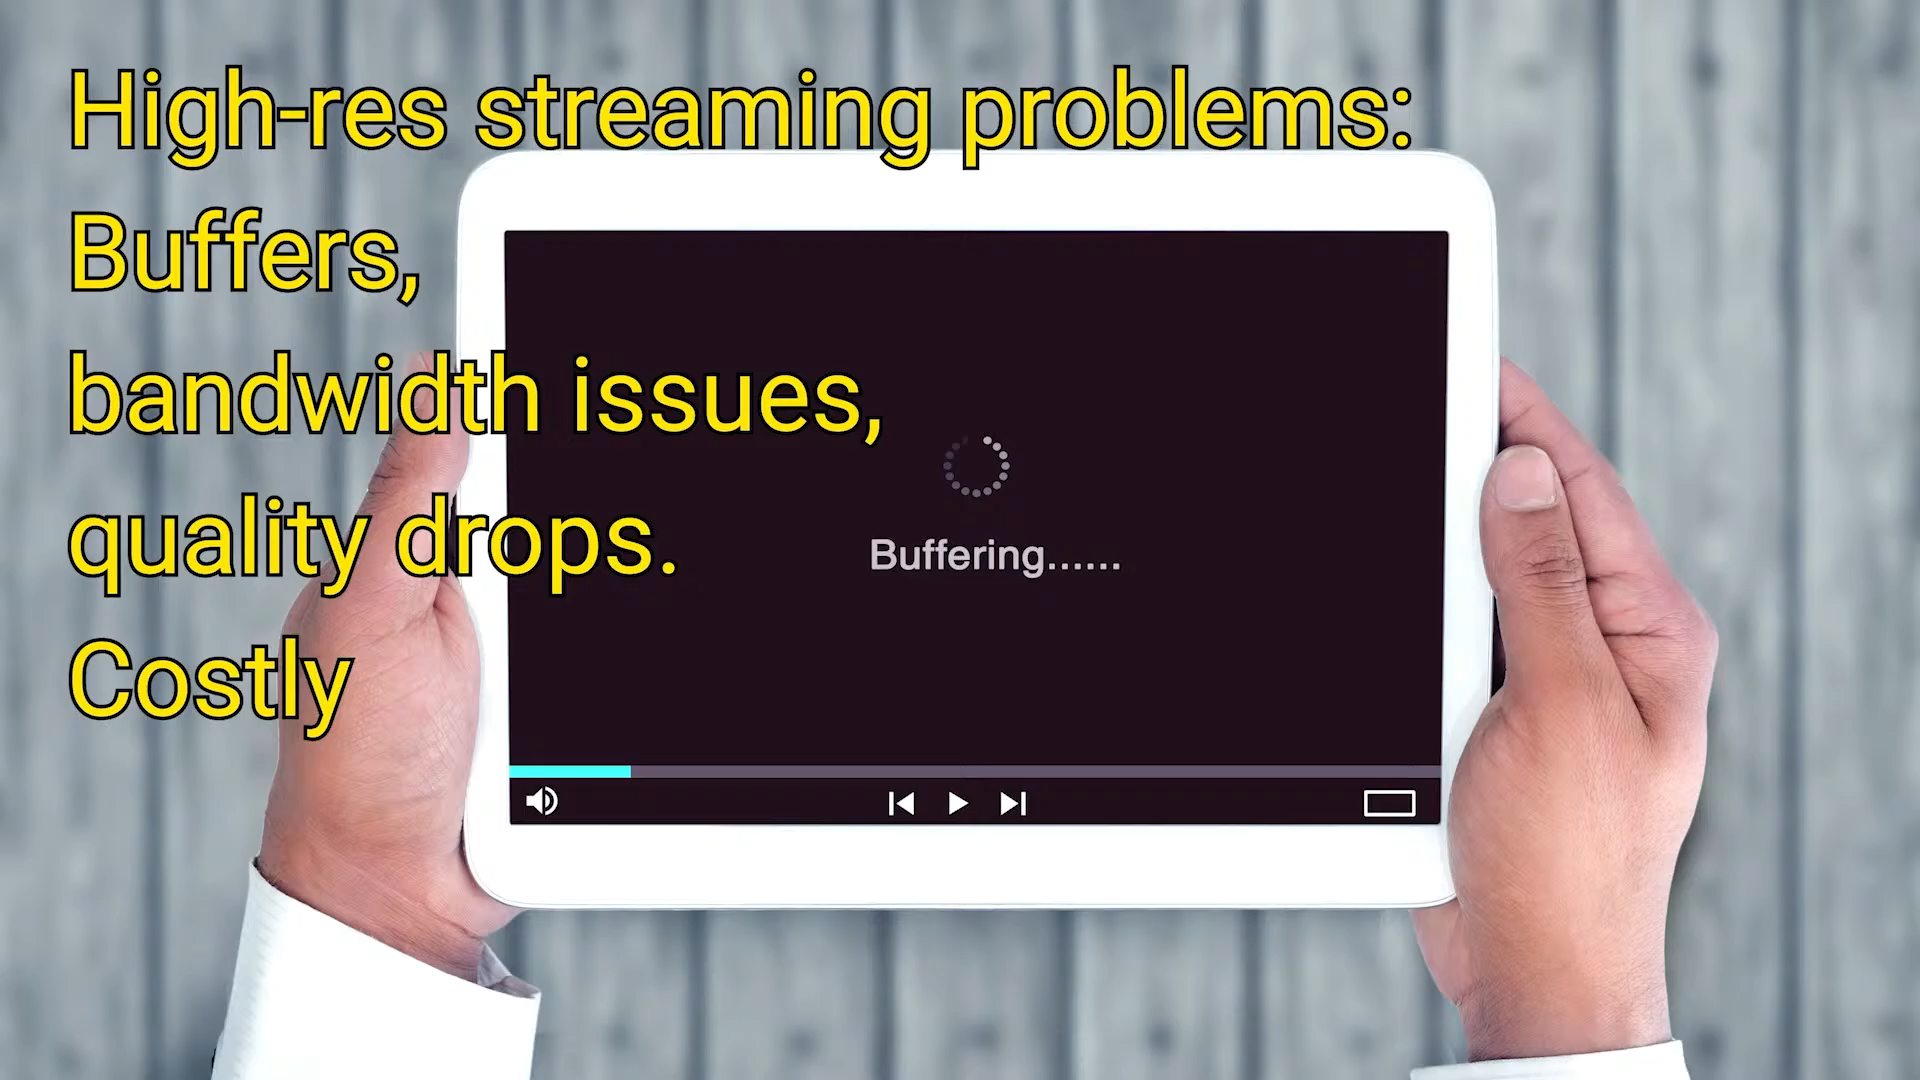 High-res streaming problems:
Buffers,
bandwidth issues,
quality drops.
Costly
Buffering......